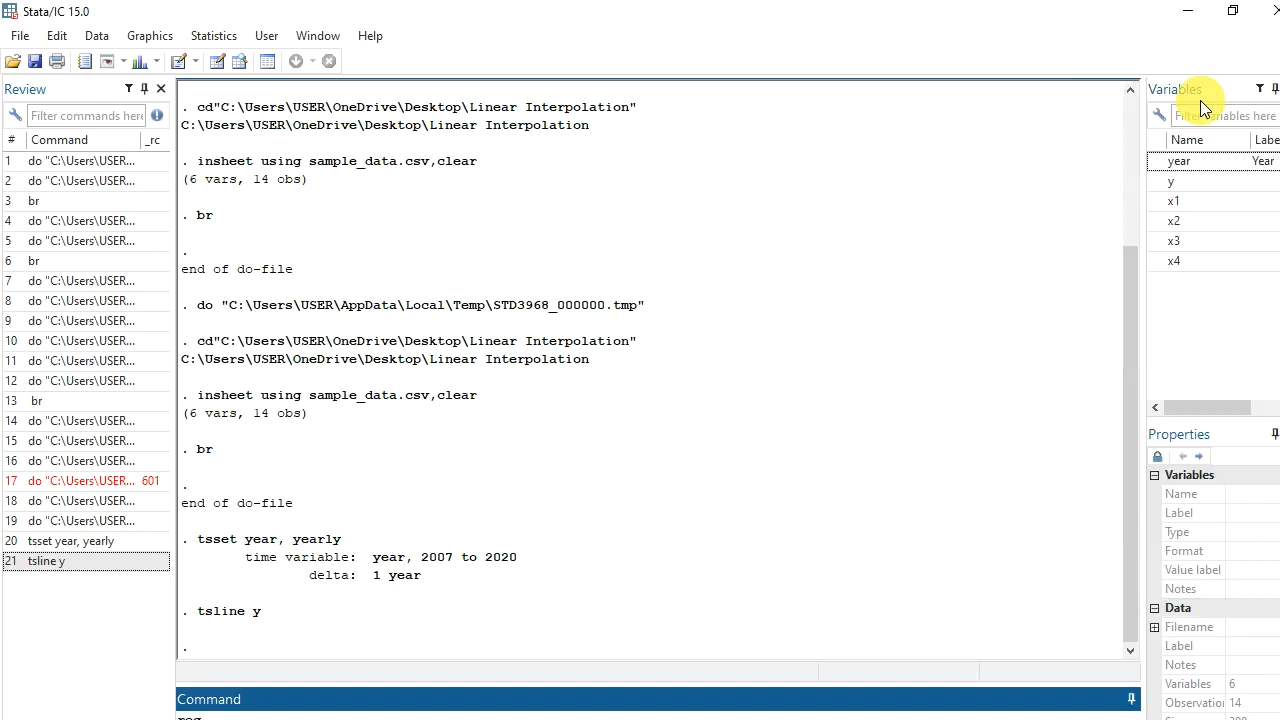 Stata/IC 15.0
File Edit Data Graphics Statistics User Window Help
Review
Filter commands here
# Command _rc
1 do "C:\Users\USER...
2 do "C:\Users\USER...
3 br
4 do "C:\Users\USER...
5 do "C:\Users\USER...
6 br
7 do "C:\Users\USER...
8 do "C:\Users\USER...
9 do "C:\Users\USER...
10 do "C:\Users\USER...
11 do "C:\Users\USER...
12 do "C:\Users\USER...
13 br
14 do "C:\Users\USER...
15 do "C:\Users\USER...
16 do "C:\Users\USER...
17 do "C:\Users\USER... 601
18 do "C:\Users\USER...
19 do "C:\Users\USER...
20 tsset year, yearly
21 tsline y
. cd"C:\Users\USER\OneDrive\Desktop\Linear Interpolation"
C:\Users\USER\OneDrive\Desktop\Linear Interpolation
. insheet using sample_data.csv,clear
(6 vars, 14 obs)
. br
.
end of do-file
. do "C:\Users\USER\AppData\Local\Temp\STD3968_000000.tmp"
. cd"C:\Users\USER\OneDrive\Desktop\Linear Interpolation"
C:\Users\USER\OneDrive\Desktop\Linear Interpolation
. insheet using sample_data.csv,clear
(6 vars, 14 obs)
. br
.
end of do-file
. tsset year, yearly
time variable: year, 2007 to 2020
delta: 1 year
. tsline y
.
Command
Variables
Filter variables here
Name Labe
year Year
y
x1
x2
x3
x4
Properties
Variables
Name
Label
Type
Format
Value label
Notes
Data
Filename
Label
Notes
Variables 6
Observation 14